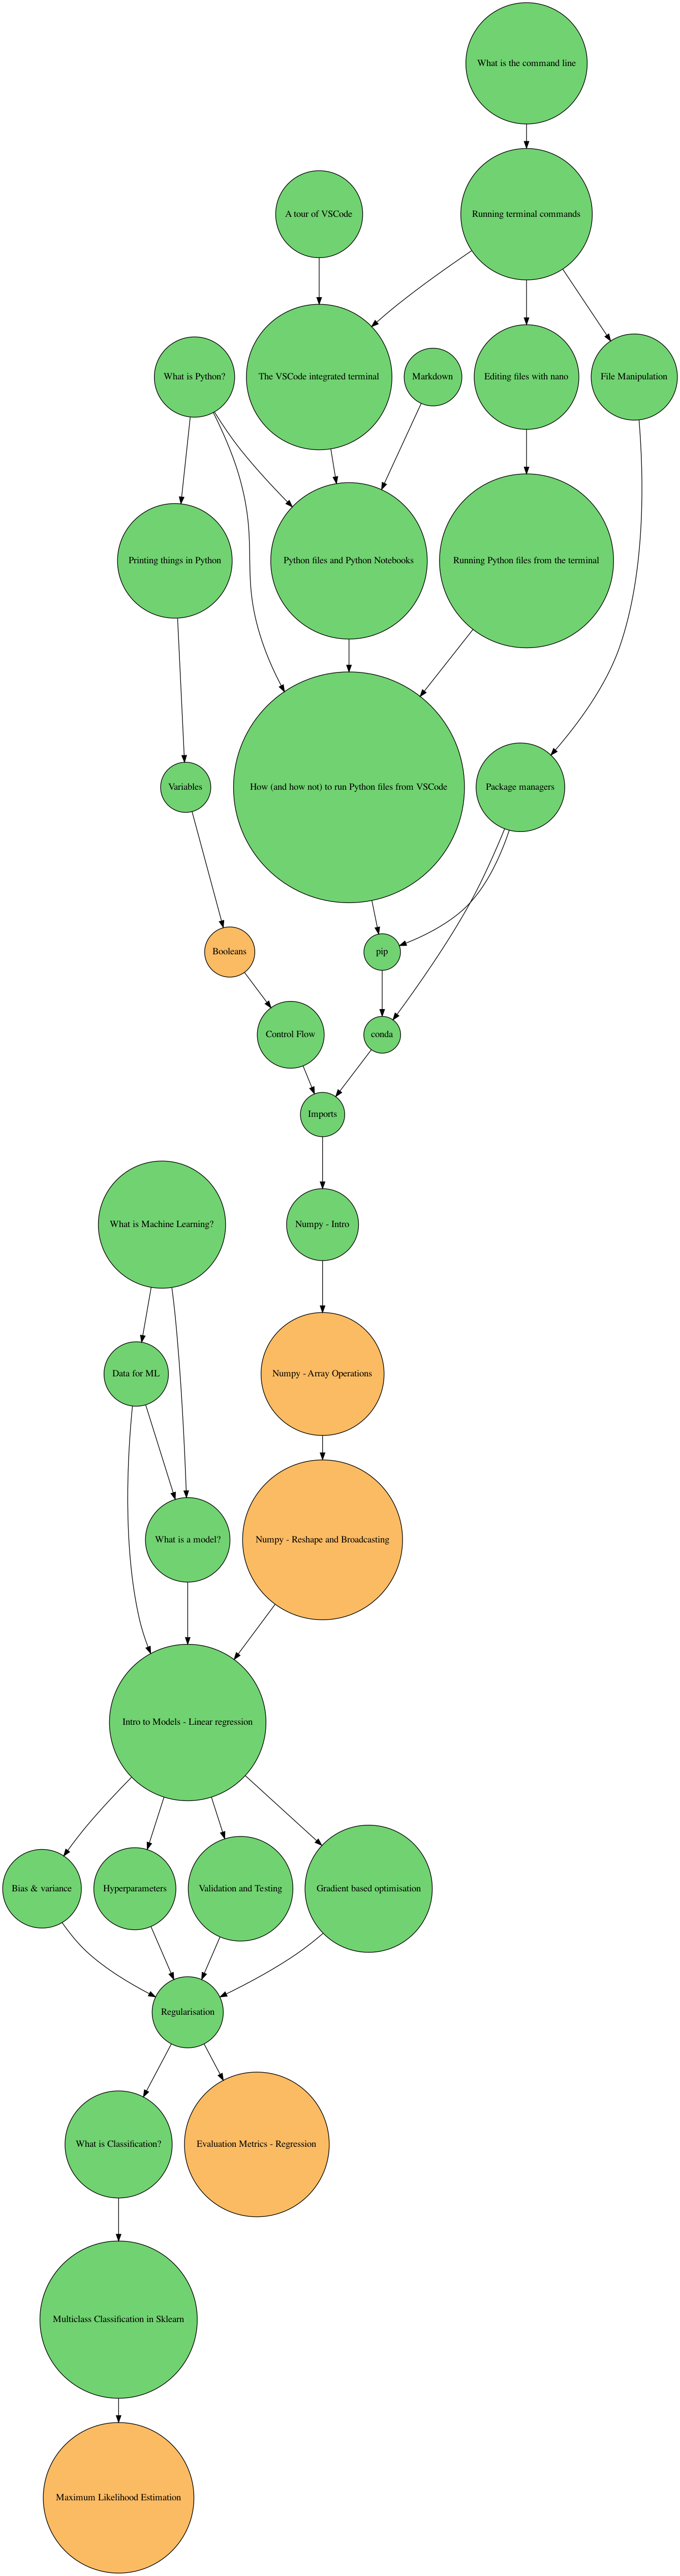 What is the command line
A tour of VSCode
Running terminal commands
What is Python?
The VSCode integrated terminal
Markdown
Editing files with nano
File Manipulation
Printing things in Python
Python files and Python Notebooks
Running Python files from the terminal
Variables
How (and how not) to run Python files from VSCode
Package managers
Booleans
pip
Control Flow
conda
Imports
What is Machine Learning?
Numpy - Intro
Data for ML
Numpy - Array Operations
What is a model?
Numpy - Reshape and Broadcasting
Intro to Models - Linear regression
Bias & variance
Hyperparameters
Validation and Testing
Gradient based optimisation
Regularisation
What is Classification?
Evaluation Metrics - Regression
Multiclass Classification in Sklearn
Maximum Likelihood Estimation